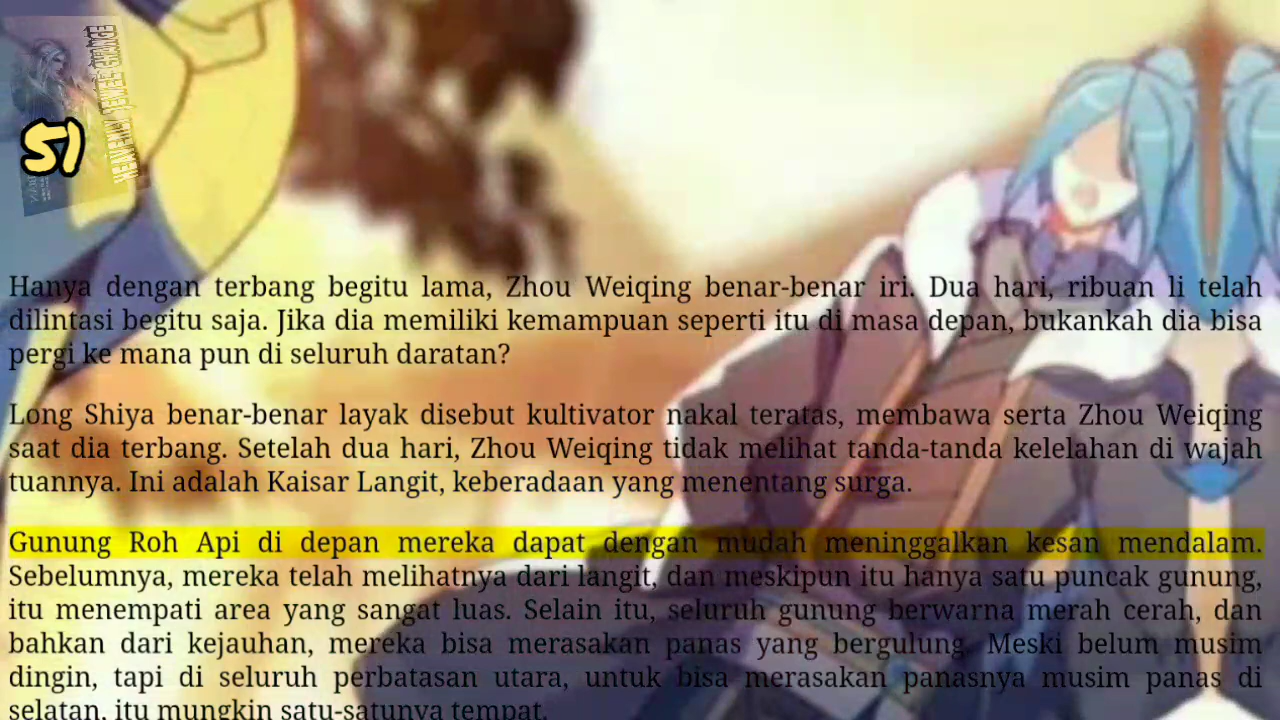 HEAVENLY JEWEL CHANGE
51
Hanya dengan terbang begitu lama, Zhou Weiqing benar-benar iri. Dua hari, ribuan li telah
dilintasi begitu saja. Jika dia memiliki kemampuan seperti itu di masa depan, bukankah dia bisa
pergi ke mana pun di seluruh daratan?
Long Shiya benar-benar layak disebut kultivator nakal teratas, membawa serta Zhou Weiqing
saat dia terbang. Setelah dua hari, Zhou Weiqing tidak melihat tanda-tanda kelelahan di wajah
tuannya. Ini adalah Kaisar Langit, keberadaan yang menentang surga.
Gunung Roh Api di depan mereka dapat dengan mudah meninggalkan kesan mendalam.
Sebelumnya, mereka telah melihatnya dari langit, dan meskipun itu hanya satu puncak gunung,
itu menempati area yang sangat luas. Selain itu, seluruh gunung berwarna merah cerah, dan
bahkan dari kejauhan, mereka bisa merasakan panas yang bergulung. Meski belum musim
dingin, tapi di seluruh perbatasan utara, untuk bisa merasakan panasnya musim panas di
selatan, itu mungkin satu-satunya tempat.